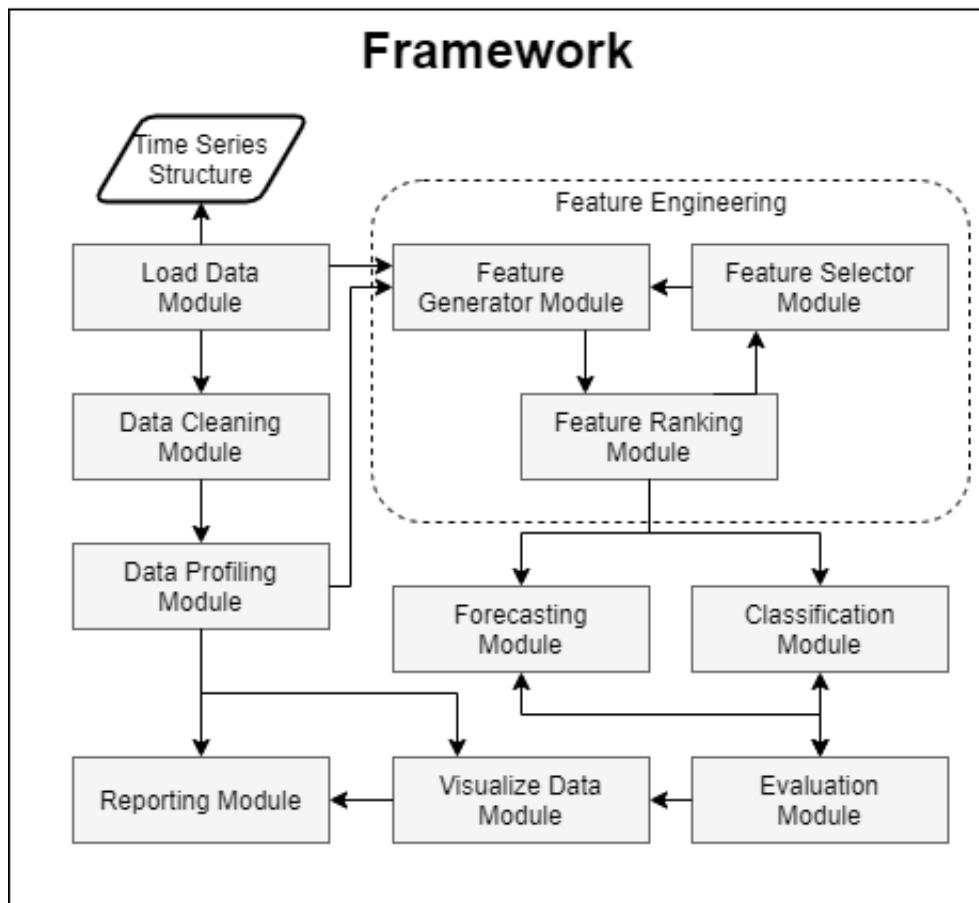 Framework
Time Series
Structure
Feature Engineering
Load Data
Module
Feature
Generator Module
Feature Selector
Module
Data Cleaning
Module
Feature Ranking
Module
Data Profiling
Module
Forecasting
Module
Classification
Module
Reporting Module
Visualize Data
Module
Evaluation
Module